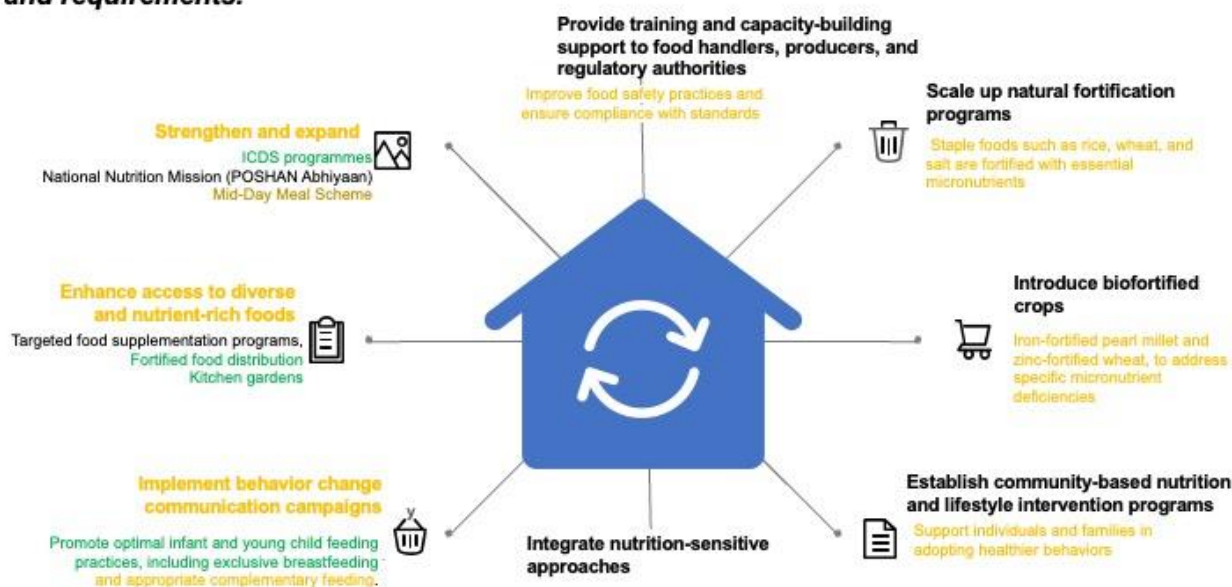 and requirements.
Provide training and capacity-building
support to food handlers, producers, and
regulatory authorities
Improve food safety practices and
ensure compliance with standards
Strengthen and expand
ICDS programmes
National Nutrition Mission (POSHAN Abhiyaan)
Mid-Day Meal Scheme
Scale up natural fortification
programs
Staple foods such as rice, wheat, and
salt are fortified with essential
micronutrients
Enhance access to diverse
and nutrient-rich foods
Targeted food supplementation programs,
Fortified food distribution
Kitchen gardens
Introduce biofortified
crops
Iron-fortified pearl millet and
zinc-fortified wheat, to address
specific micronutrient
deficiencies
Implement behavior change
communication campaigns
y
Promote optimal infant and young child feeding
practices, including exclusive breastfeeding
and appropriate complementary feeding.
Integrate nutrition-sensitive
approaches
Establish community-based nutrition
and lifestyle intervention programs
Support individuals and families in
adopting healthier behaviors